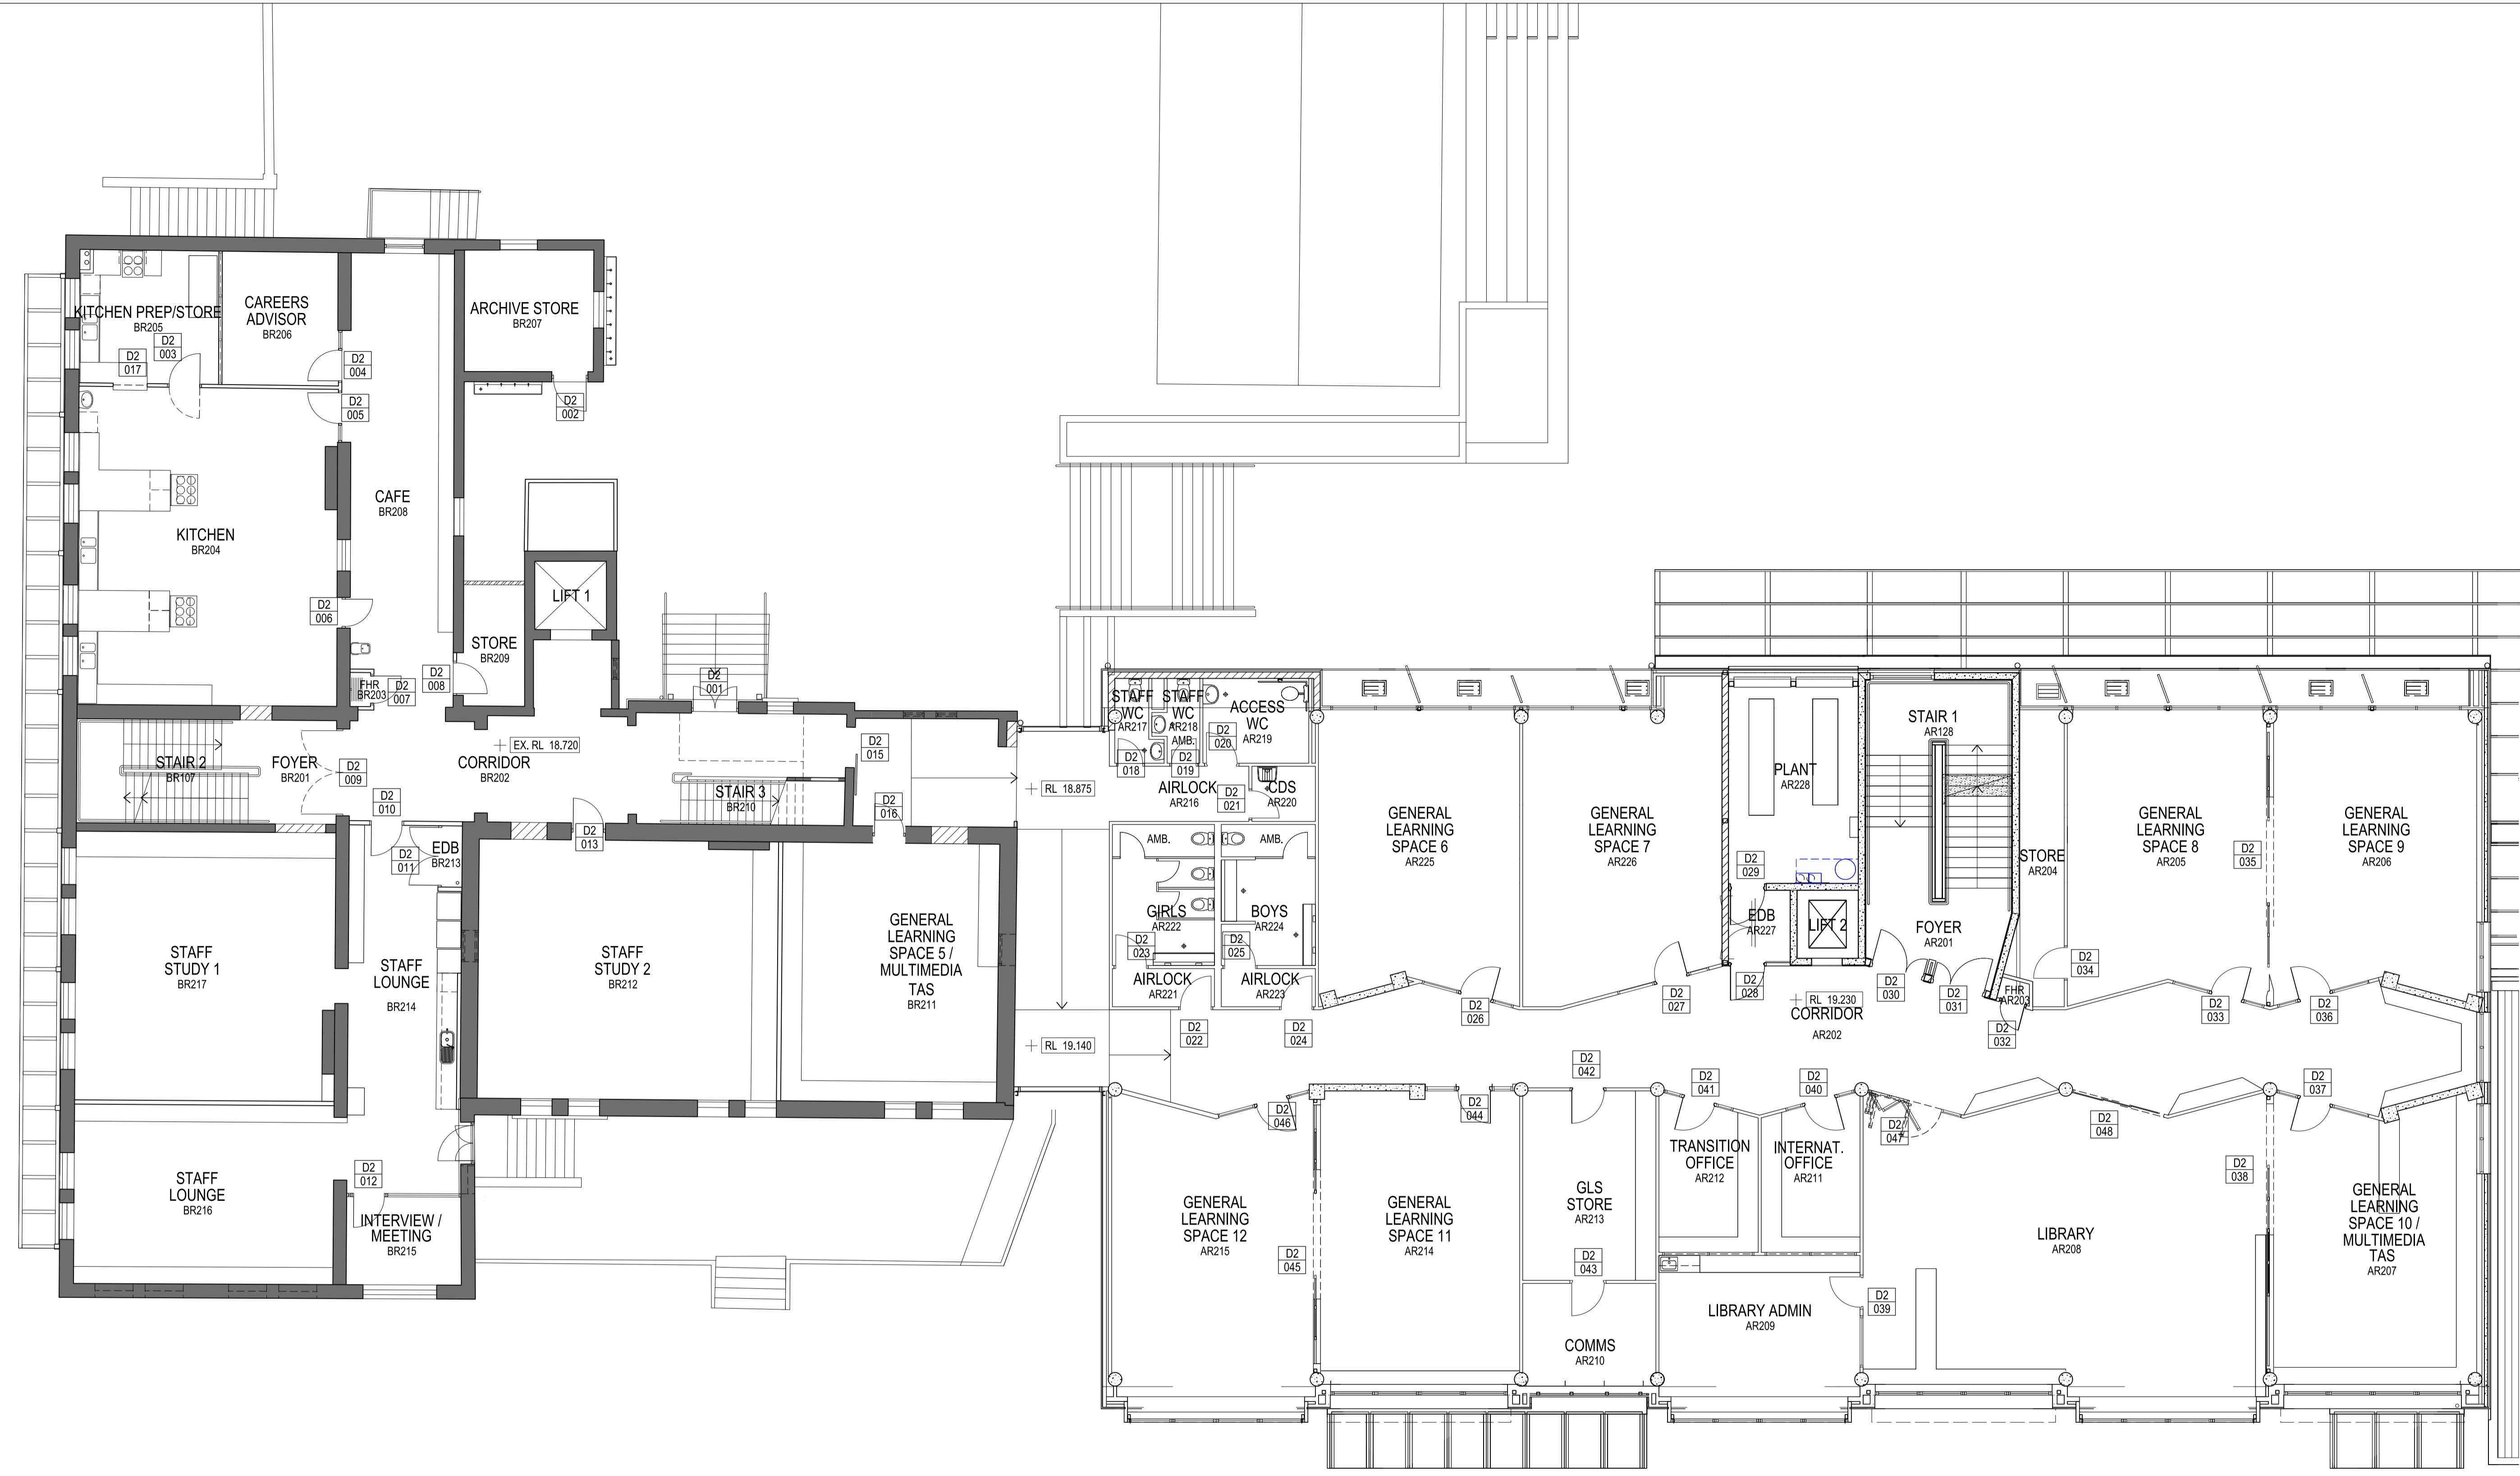 KITCHEN PREP/STORE
BR205
D2
003
D2
017
CAREERS
ADVISOR
BR206
D2
004
D2
005
ARCHIVE STORE
BR207
D2
002
CAFE
BR208
KITCHEN
BR204
D2
006
LIFT 1
STORE
BR209
D2
008
FHR
BR203
D2
007
D2
001
STAIR 2
BR107
FOYER
BR201
D2
009
D2
010
EX. RL 18.720
CORRIDOR
BR202
STAIR 3
BR210
D2
015
D2
016
D2
013
D2
011
EDB
BR213
STAFF
STUDY 1
BR217
STAFF
LOUNGE
BR214
STAFF
STUDY 2
BR212
GENERAL
LEARNING
SPACE 5 /
MULTIMEDIA
TAS
BR211
STAFF
LOUNGE
BR216
D2
012
INTERVIEW /
MEETING
BR215
RL 18.875
RL 19.140
STAFF
WC
AR217
STAFF
WC
AR218
AMB.
ACCESS
WC
AR219
D2
018
D2
019
D2
020
AIRLOCK
AR216
D2
021
CDS
AR220
AMB.
AMB.
GIRLS
AR222
BOYS
AR224
D2
023
D2
025
AIRLOCK
AR221
AIRLOCK
AR223
D2
022
D2
024
GENERAL
LEARNING
SPACE 6
AR225
GENERAL
LEARNING
SPACE 7
AR226
D2
026
D2
027
PLANT
AR228
D2
029
EDB
AR227
LIFT 2
D2
028
STAIR 1
AR128
FOYER
AR201
D2
030
D2
031
FHR
AR203
D2
032
RL 19.230
CORRIDOR
AR202
STORE
AR204
D2
034
GENERAL
LEARNING
SPACE 8
AR205
D2
035
GENERAL
LEARNING
SPACE 9
AR206
D2
033
D2
036
D2
042
D2
041
D2
040
D2
037
D2
046
D2
044
D2
047
D2
048
D2
038
GENERAL
LEARNING
SPACE 12
AR215
D2
045
GENERAL
LEARNING
SPACE 11
AR214
GLS
STORE
AR213
D2
043
COMMS
AR210
TRANSITION
OFFICE
AR212
INTERNAT.
OFFICE
AR211
LIBRARY ADMIN
AR209
D2
039
LIBRARY
AR208
GENERAL
LEARNING
SPACE 10 /
MULTIMEDIA
TAS
AR207